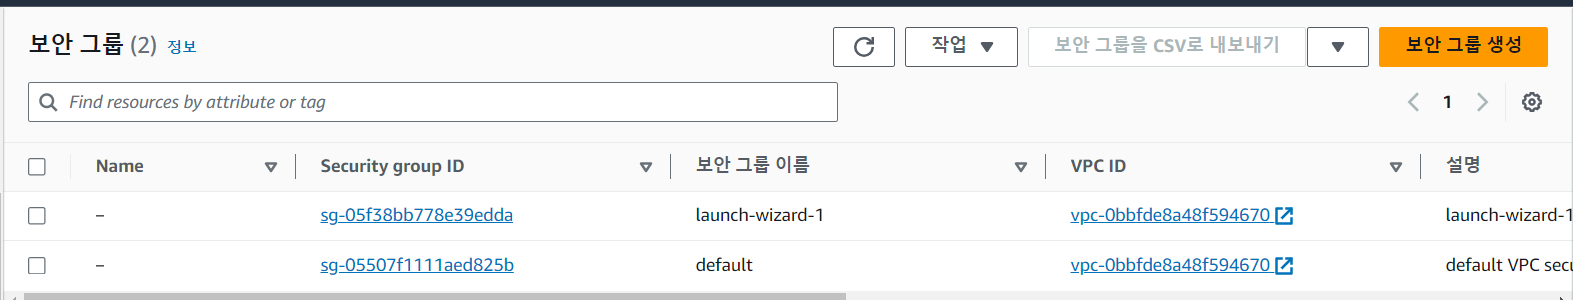 보안 그룹 (2) 정보
작업
보안 그룹을 CSV로 내보내기
보안 그룹 생성
Find resources by attribute or tag
1
Name Security group ID 보안 그룹 이름 VPC ID 설명
– sg-05f38bb778e39edda launch-wizard-1 vpc-0bbfde8a48f594670 launch-wizard-1
– sg-05507f1111aed825b default vpc-0bbfde8a48f594670 default VPC secu